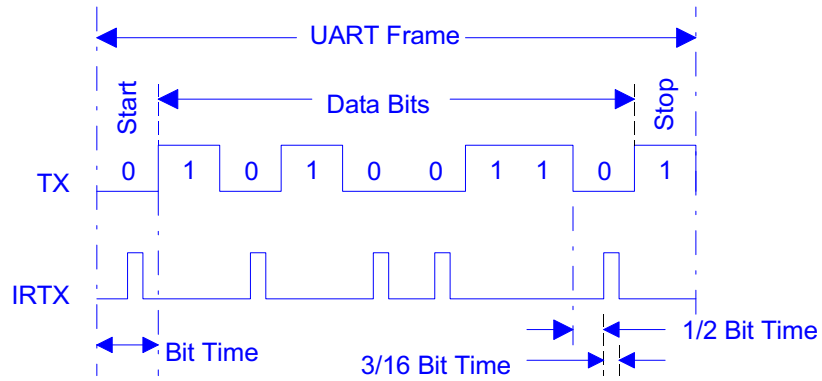 UART Frame
Start
Data Bits
Stop
TX
0 1 0 1 0 0 1 1 0 1
IRTX
Bit Time
1/2 Bit Time
3/16 Bit Time